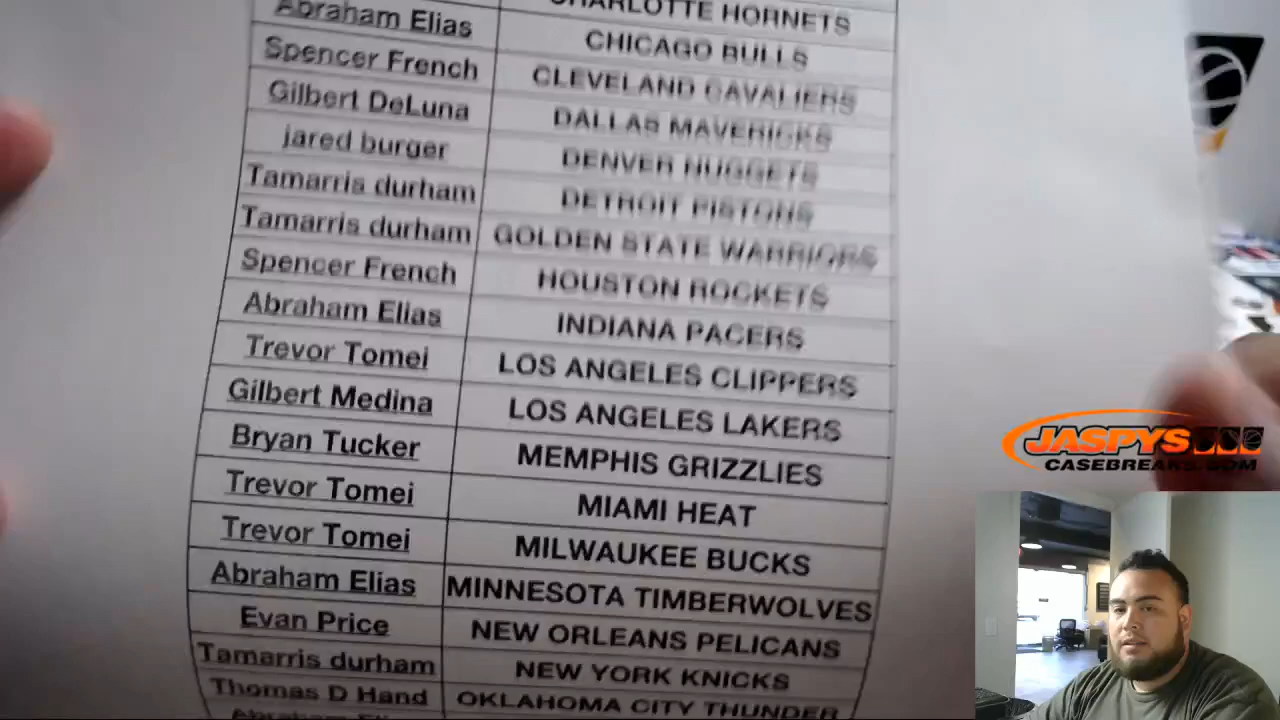 CHARLOTTE HORNETS
Abraham Elias CHICAGO BULLS
Spencer French CLEVELAND CAVALIERS
Gilbert DeLuna DALLAS MAVERICKS
jared burger DENVER NUGGETS
Tamarris durham DETROIT PISTONS
Tamarris durham GOLDEN STATE WARRIORS
Spencer French HOUSTON ROCKETS
Abraham Elias INDIANA PACERS
Trevor Tomei LOS ANGELES CLIPPERS
Gilbert Medina LOS ANGELES LAKERS
Bryan Tucker MEMPHIS GRIZZLIES
Trevor Tomei MIAMI HEAT
Trevor Tomei MILWAUKEE BUCKS
Abraham Elias MINNESOTA TIMBERWOLVES
Evan Price NEW ORLEANS PELICANS
Tamarris durham NEW YORK KNICKS
Thomas D Hand OKLAHOMA CITY THUNDER
JASPYS
CASEBREAKS.COM